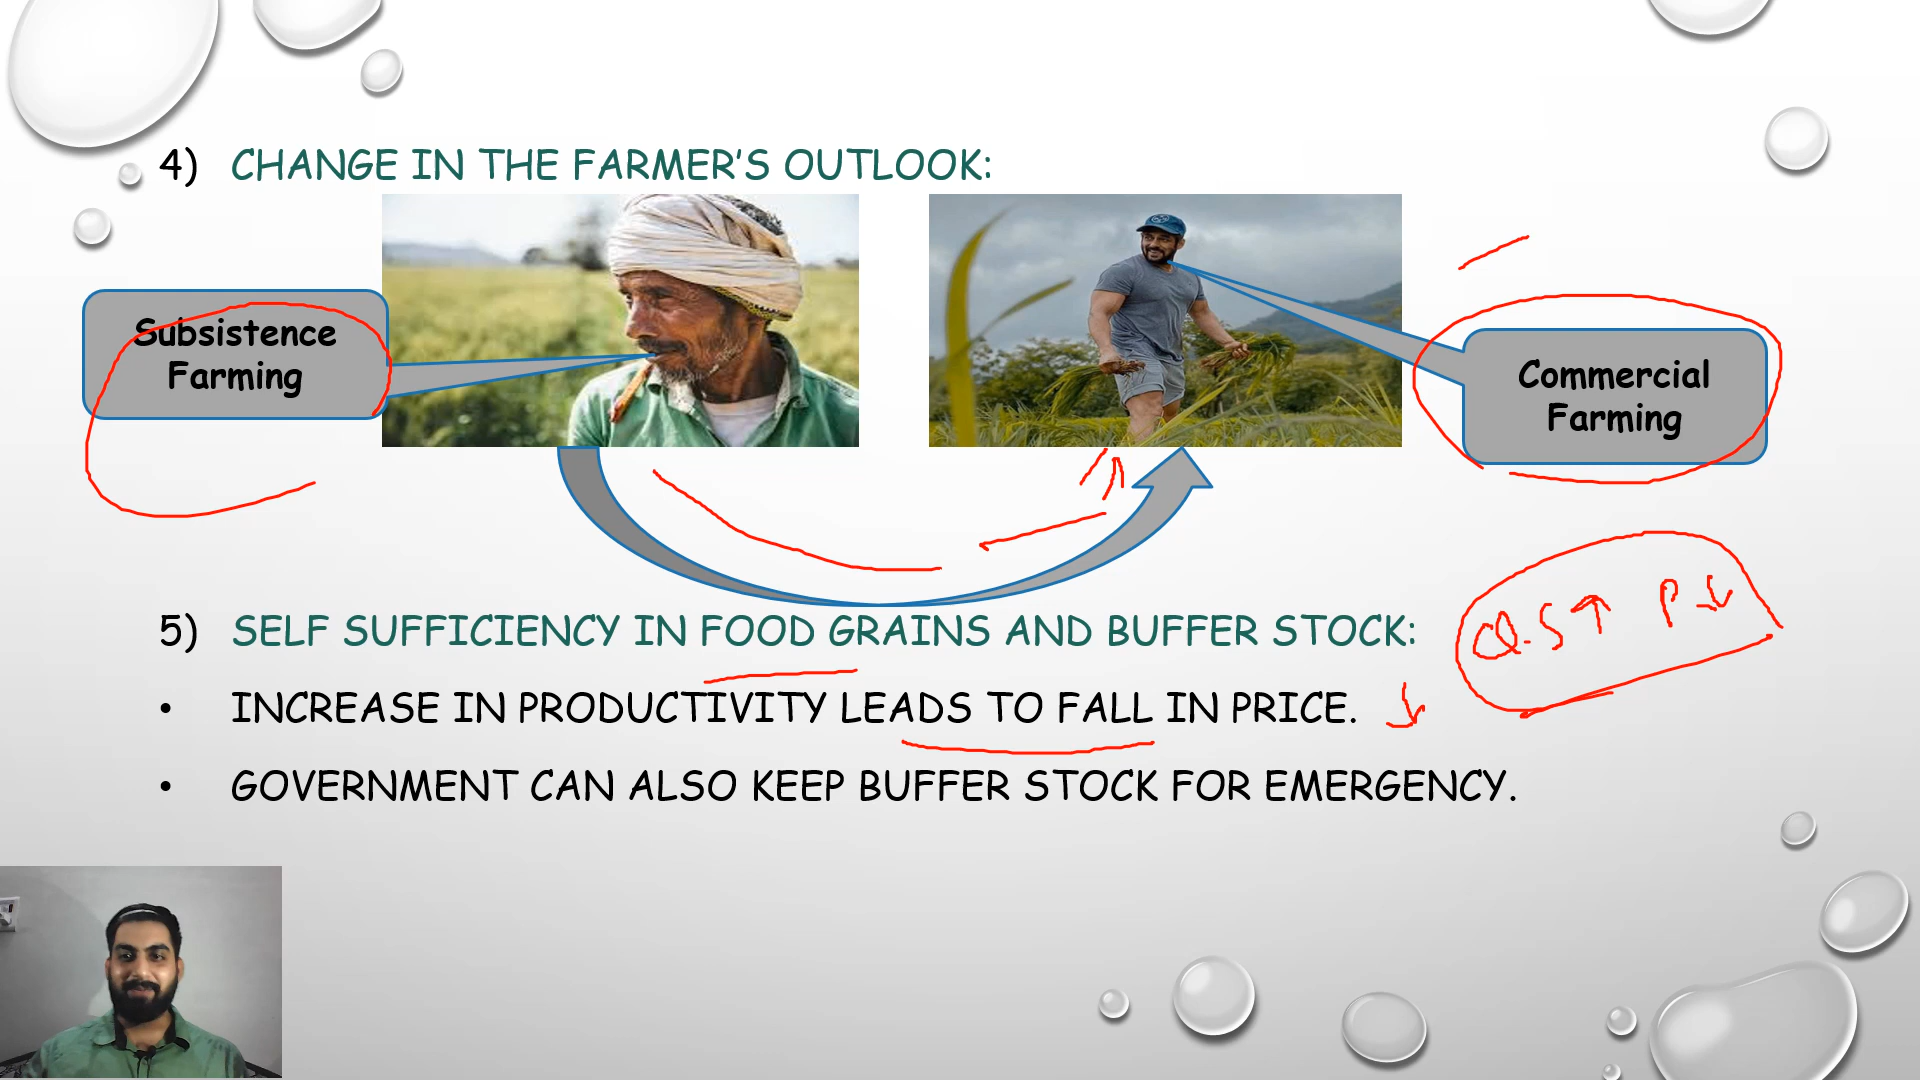 4) CHANGE IN THE FARMER'S OUTLOOK:
Subsistence
Farming
Commercial
Farming
5) SELF SUFFICIENCY IN FOOD GRAINS AND BUFFER STOCK:
Q.S↑ P↓
• INCREASE IN PRODUCTIVITY LEADS TO FALL IN PRICE. ↓
• GOVERNMENT CAN ALSO KEEP BUFFER STOCK FOR EMERGENCY.